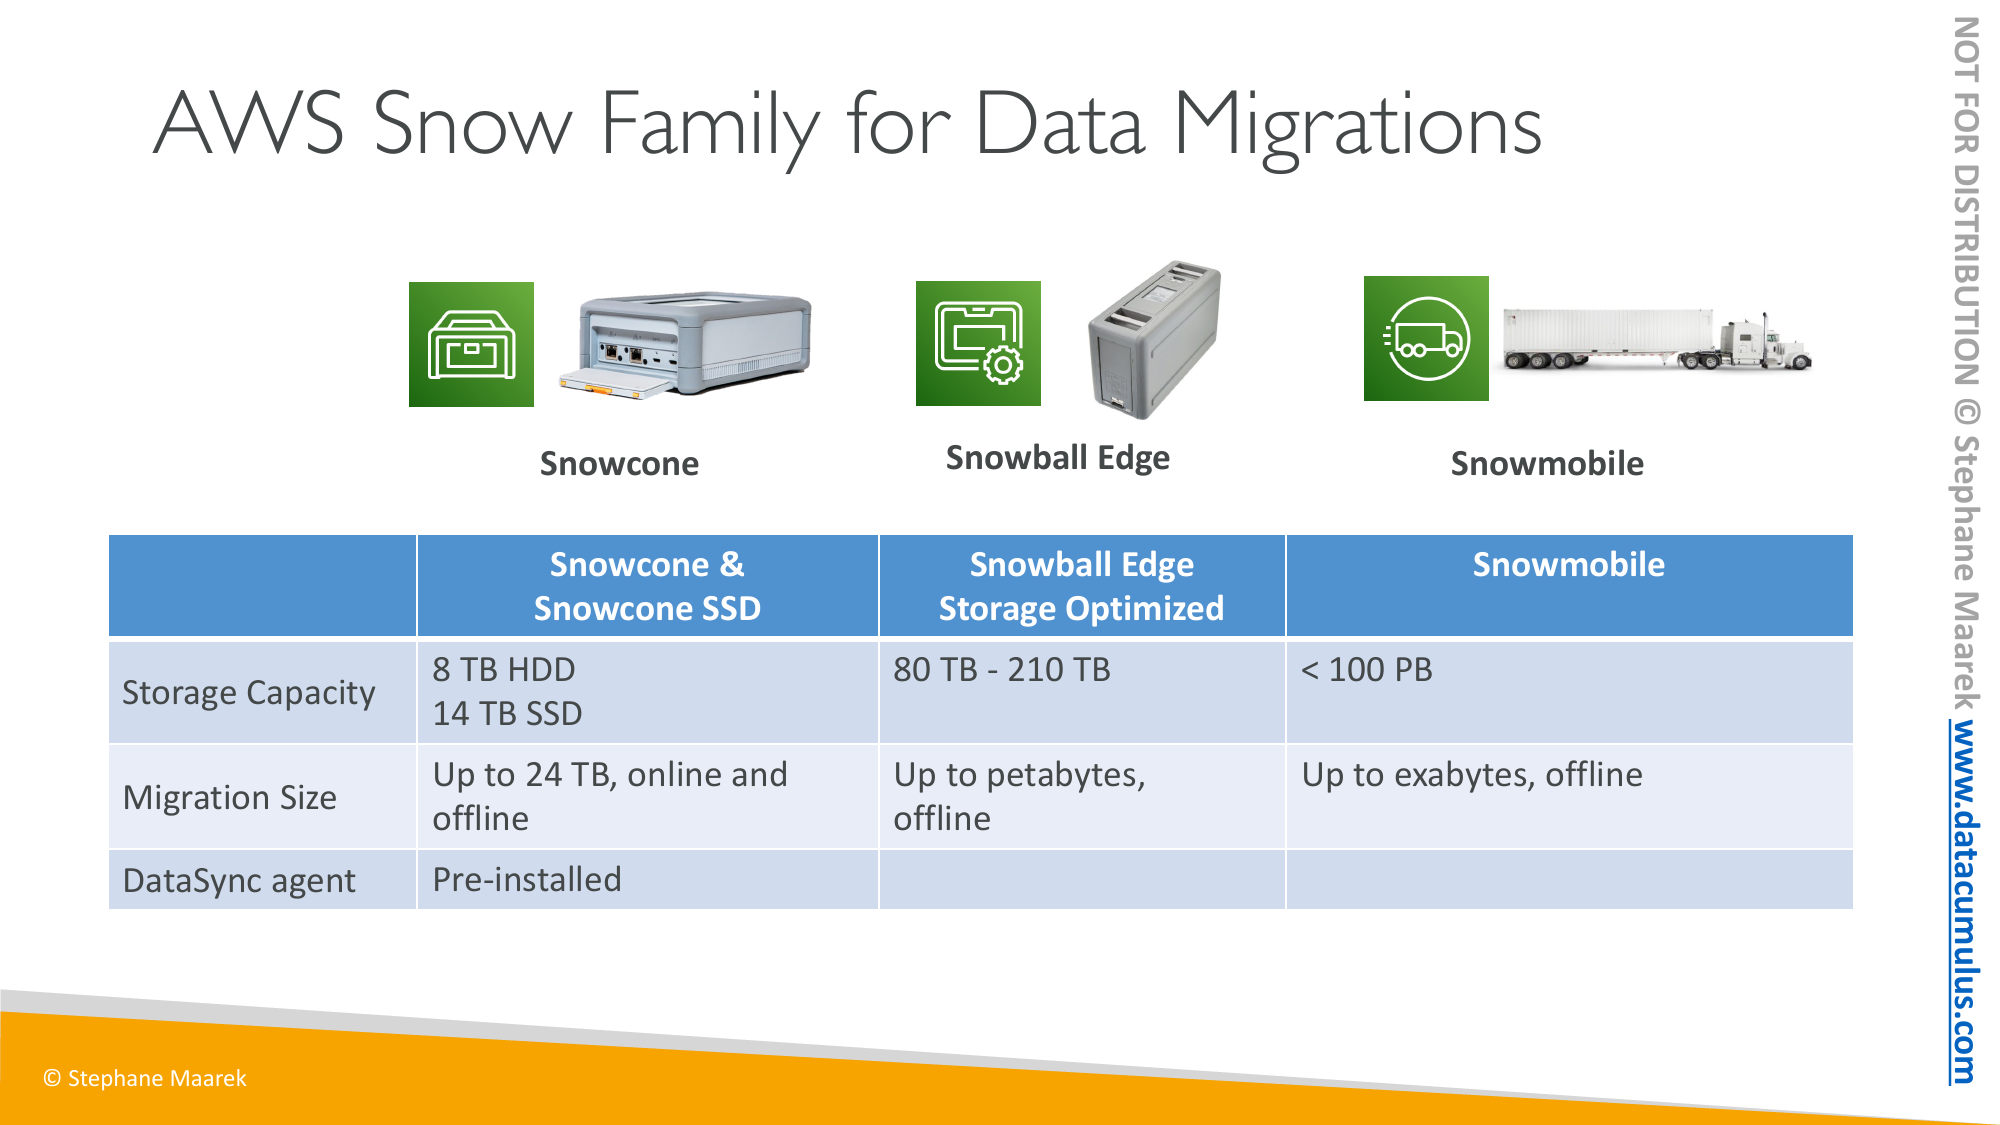 AWS Snow Family for Data Migrations
Snowcone
Snowball Edge
Snowmobile
Snowcone &
Snowcone SSD
Snowball Edge
Storage Optimized
Snowmobile
Storage Capacity
8 TB HDD
14 TB SSD
80 TB - 210 TB
< 100 PB
Migration Size
Up to 24 TB, online and
offline
Up to petabytes,
offline
Up to exabytes, offline
DataSync agent
Pre-installed
© Stephane Maarek
NOT FOR DISTRIBUTION © Stephane Maarek www.datacumulus.com